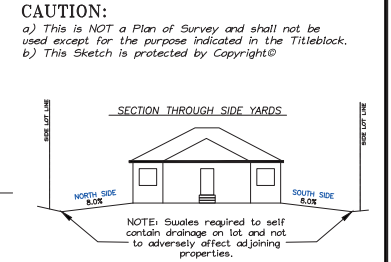 CAUTION:
a) This is NOT a Plan of Survey and shall not be
used except for the purpose indicated in the Titleblock.
b) This Sketch is protected by Copyright©
SECTION THROUGH SIDE YARDS
SIDE LOT LINE
SIDE LOT LINE
NORTH SIDE
8.0%
SOUTH SIDE
8.0%
NOTE: Swales required to self
contain drainage on lot and not
to adversely affect adjoining
properties.